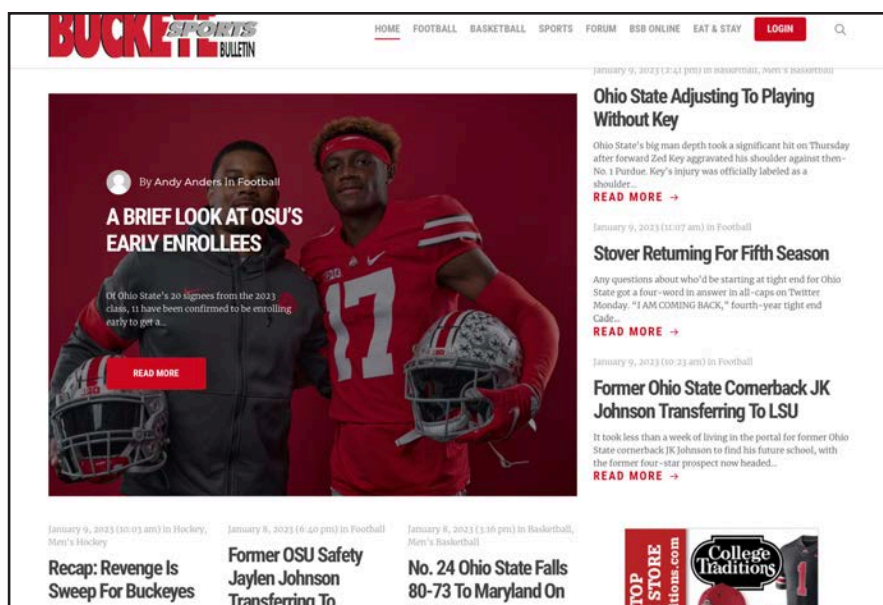 BUCKEYE
SPORTS
BULLETIN
HOME FOOTBALL BASKETBALL SPORTS FORUM BSB ONLINE EAT & STAY LOGIN
By Andy Anders In Football
A BRIEF LOOK AT OSU'S
EARLY ENROLLEES
Of Ohio State's 20 signees from the 2023
class, 11 have been confirmed to be enrolling
early to get a...
READ MORE
17
January 9, 2023 (2:41 pm) in Basketball, Men's Basketball
Ohio State Adjusting To Playing
Without Key
Ohio State's big man depth took a significant hit on Thursday
after forward Zed Key aggravated his shoulder against then-
No. 1 Purdue. Key's injury was officially labeled as a
shoulder...
READ MORE →
January 9, 2023 (11:07 am) in Football
Stover Returning For Fifth Season
Any questions about who'd be starting at tight end for Ohio
State got a four-word in answer in all-caps on Twitter
Monday. "I AM COMING BACK," fourth-year tight end
Cade...
READ MORE →
January 9, 2023 (10:23 am) in Football
Former Ohio State Cornerback JK
Johnson Transferring To LSU
It took less than a week of living in the portal for former Ohio
State cornerback JK Johnson to find his future school, with
the former four-star prospect now headed...
READ MORE →
January 9, 2023 (10:03 am) in Hockey,
Men's Hockey
Recap: Revenge Is
Sweep For Buckeyes
January 8, 2023 (6:40 pm) in Football
Former OSU Safety
Jaylen Johnson
Transferring To
January 8, 2023 (3:16 pm) in Basketball,
Men's Basketball
No. 24 Ohio State Falls
80-73 To Maryland On
TOP
STORE
tions.com
College
Traditions
1